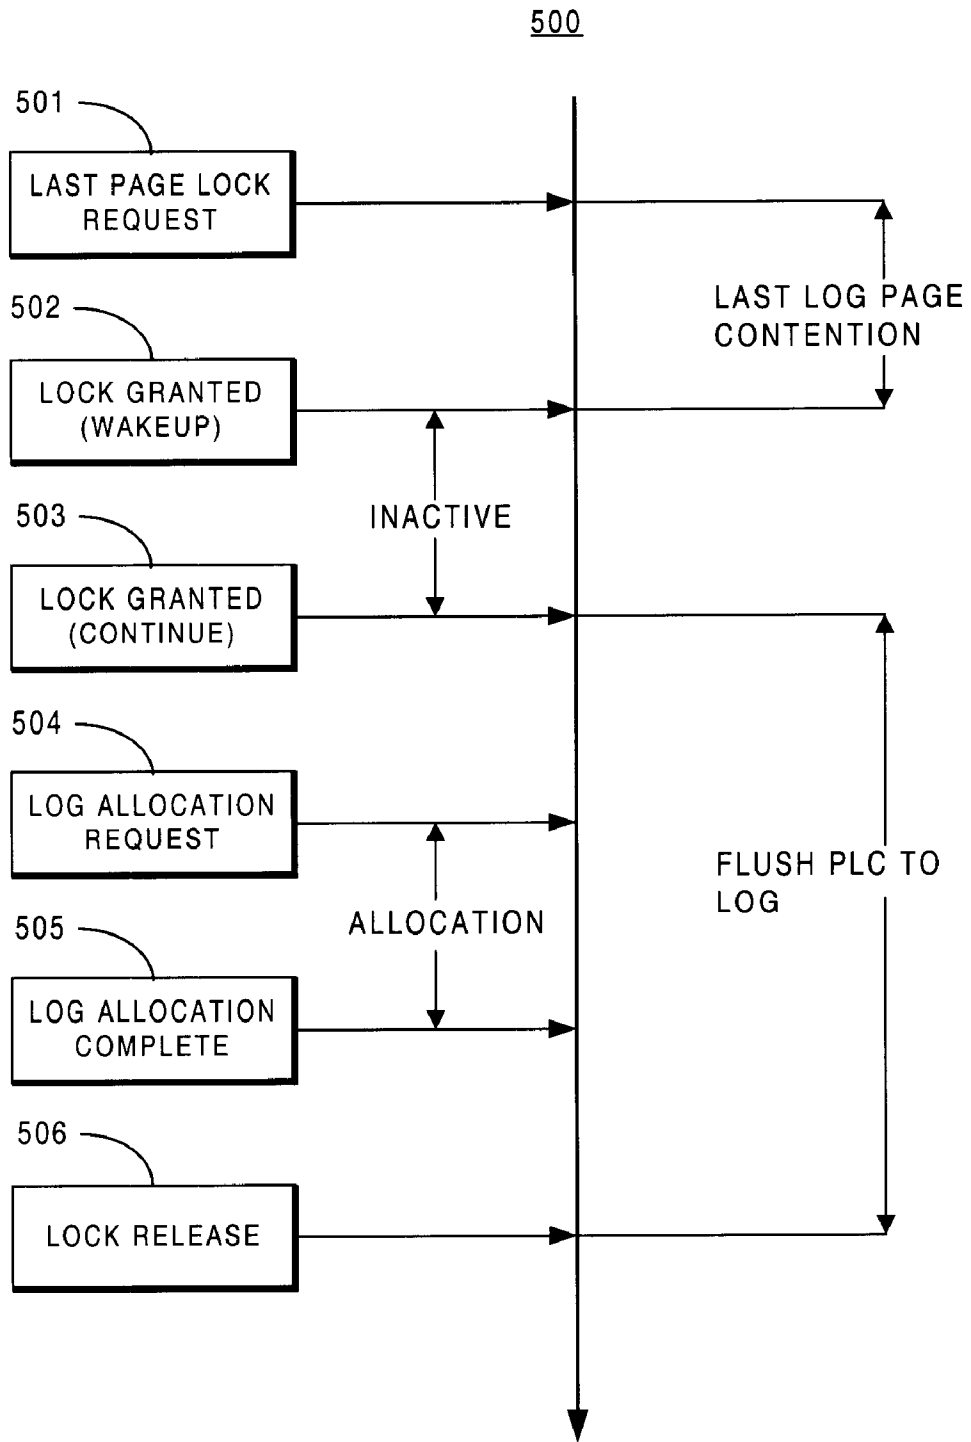 500
501
LAST PAGE LOCK
REQUEST
502
LAST LOG PAGE
CONTENTION
LOCK GRANTED
(WAKEUP)
INACTIVE
503
LOCK GRANTED
(CONTINUE)
504
LOG ALLOCATION
REQUEST
FLUSH PLC TO
LOG
ALLOCATION
505
LOG ALLOCATION
COMPLETE
506
LOCK RELEASE